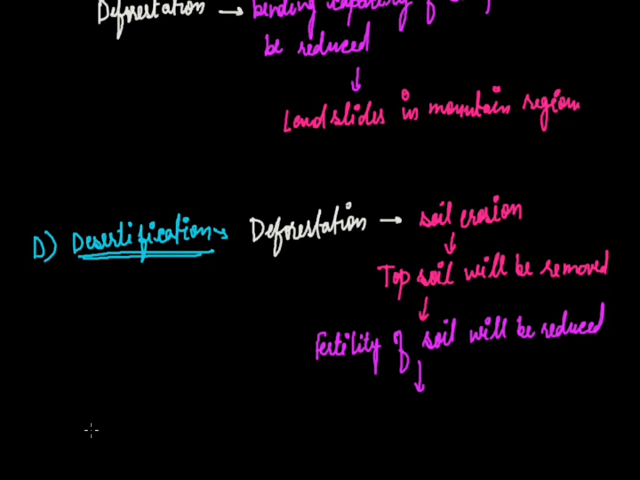 Deforestation → binding capacity of
be reduced
↓
Landslides in mountain region
D) Desertification → Deforestation → soil erosion
↓
Top soil will be removed
↓
Fertility of soil will be reduced
↓